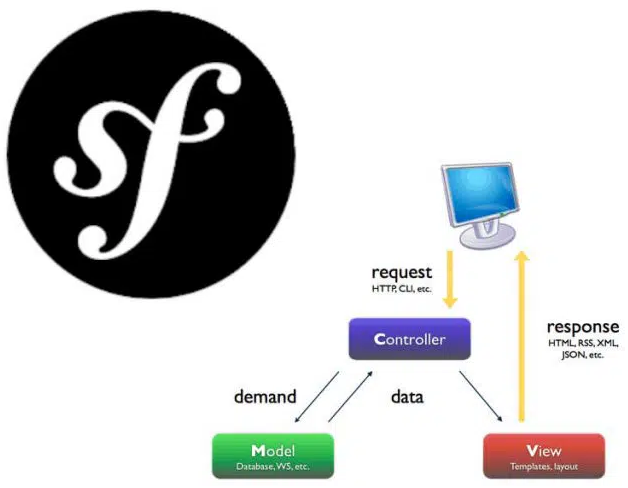 sf
request
HTTP, CLI, etc.
response
HTML, RSS, XML,
JSON, etc.
Controller
demand
data
Model
Database, WS, etc.
View
Templates, layout